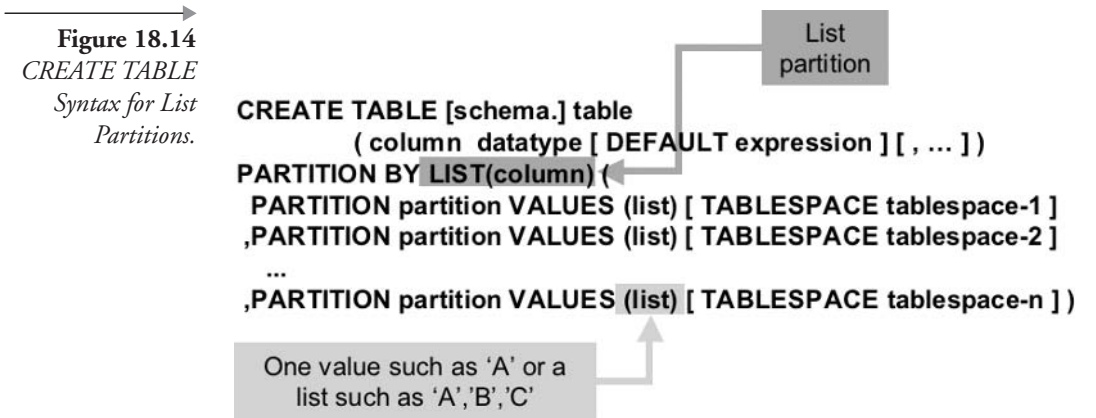 Figure 18.14
CREATE TABLE
Syntax for List
Partitions.
List
partition
CREATE TABLE [schema.] table
( column datatype [ DEFAULT expression ] [ , … ] )
PARTITION BY LIST(column) (
PARTITION partition VALUES (list) [ TABLESPACE tablespace-1 ]
,PARTITION partition VALUES (list) [ TABLESPACE tablespace-2 ]
...
,PARTITION partition VALUES (list) [ TABLESPACE tablespace-n ] )
One value such as ‘A’ or a
list such as ‘A’,’B’,’C’